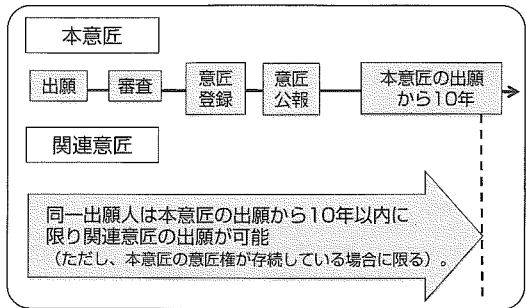 本意匠
出願
審査
意匠
登録
意匠
公報
本意匠の出願
から10年
関連意匠
同一出願人は本意匠の出願から10年以内に
限り関連意匠の出願が可能
（ただし、本意匠の意匠権が存続している場合に限る）。